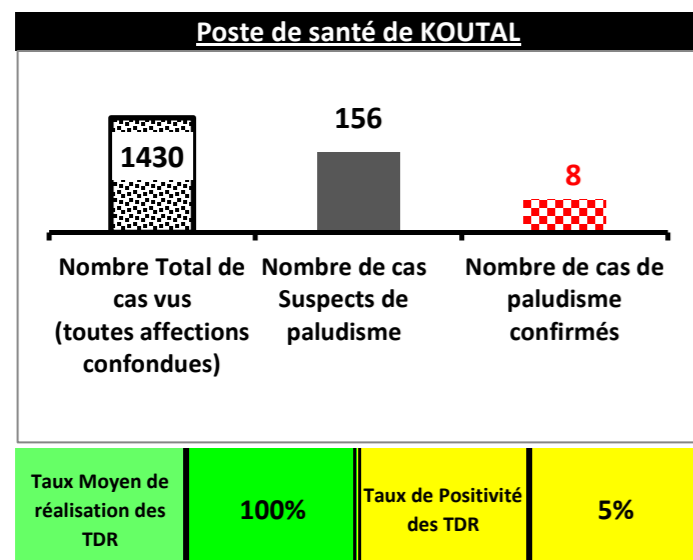 Poste de santé de KOUTAL
1430
156
8
Nombre Total de
cas vus
(toutes affections
confondues)
Nombre de cas
Suspects de
paludisme
Nombre de cas de
paludisme
confirmés
Taux Moyen de
réalisation des
TDR
100%
Taux de Positivité
des TDR
5%